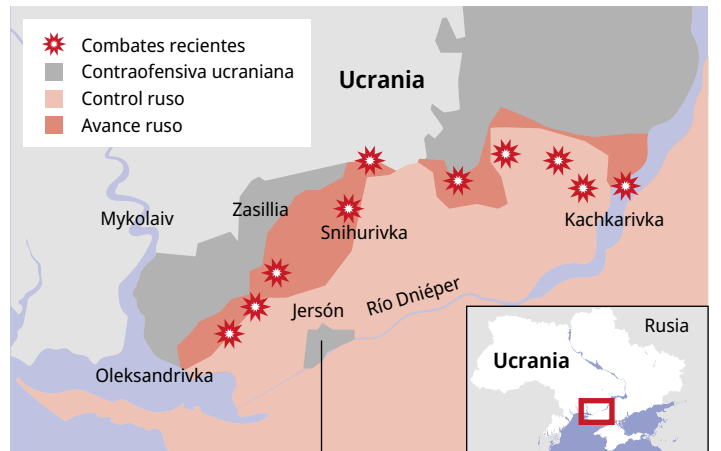 Combates recientes
Contraofensiva ucraniana
Control ruso
Avance ruso
Ucrania
Mykolaiv
Zasillia
Snihurivka
Kachkarivka
Río Dniéper
Jersón
Oleksandrivka
Rusia
Ucrania